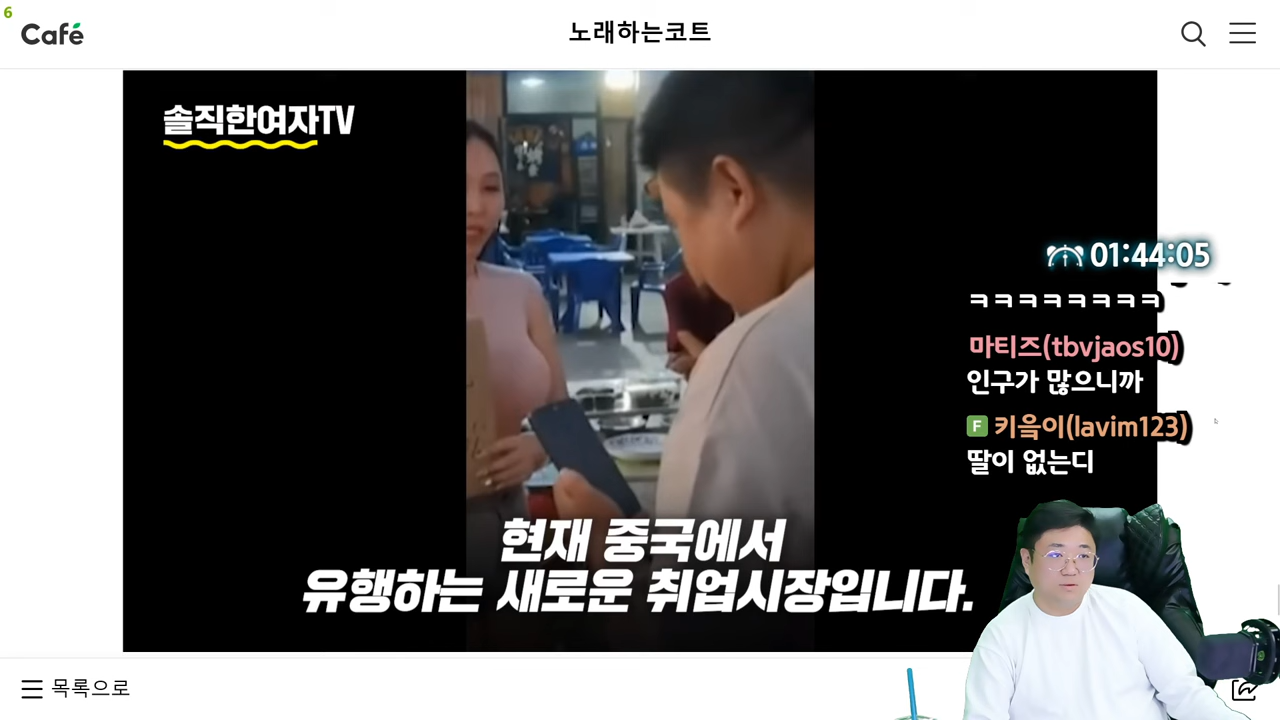 6
Café
노래하는코트
솔직한여자TV
01:44:05
ㅋㅋㅋㅋㅋㅋㅋㅋ
마티즈(tbvjaos10)
인구가 많으니까
F 키읔이(lavim123)
딸이 없는디
현재 중국에서
유행하는 새로운 취업시장입니다.
목록으로